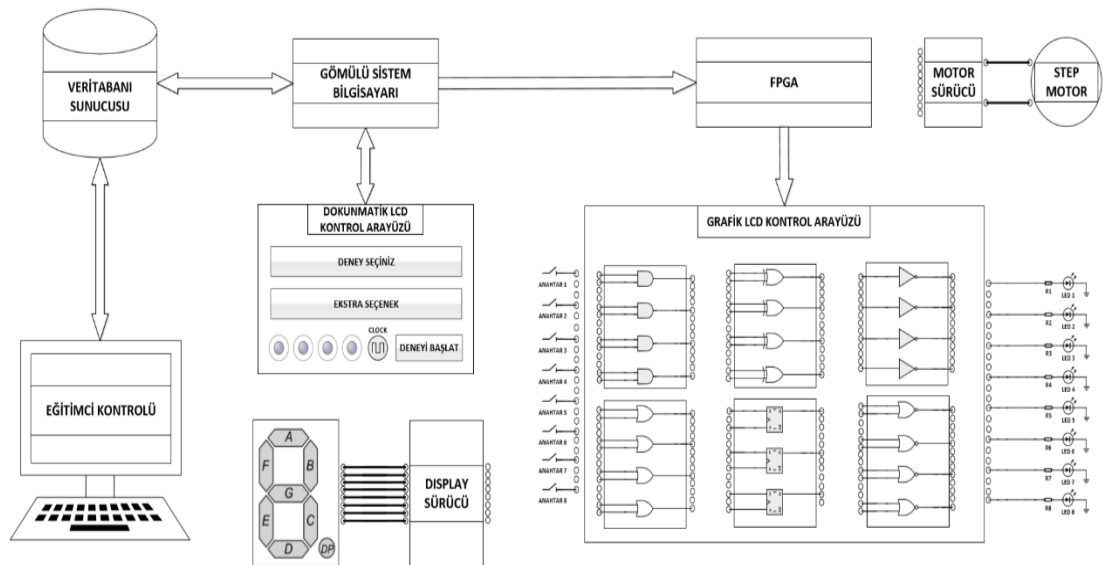 VERİTABANI
SUNUCUSU
GÖMÜLÜ SİSTEM
BİLGİSAYARI
FPGA
MOTOR
SÜRÜCÜ
STEP
MOTOR
DOKUNMATİK LCD
KONTROL ARAYÜZÜ
DENEY SEÇİNİZ
EKSTRA SEÇENEK
CLOCK
DENEYİ BAŞLAT
EĞİTİMCİ KONTROLÜ
A
F
B
G
E
C
D
DP
DISPLAY
SÜRÜCÜ
GRAFİK LCD KONTROL ARAYÜZÜ
ANAHTAR 1
ANAHTAR 2
ANAHTAR 3
ANAHTAR 4
ANAHTAR 5
ANAHTAR 6
ANAHTAR 7
ANAHTAR 8
R1
LED 1
R2
LED 2
R3
LED 3
R4
LED 4
R5
LED 5
R6
LED 6
R7
LED 7
R8
LED 8